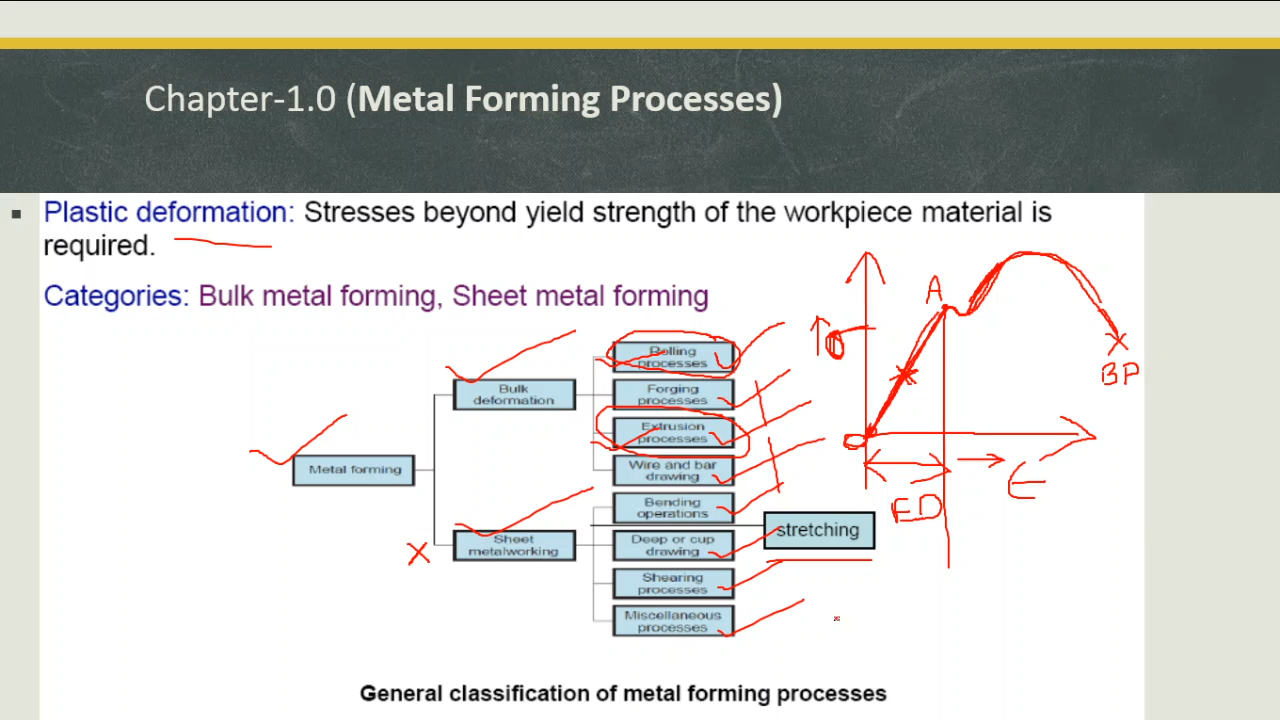 Chapter-1.0 (Metal Forming Processes)
Plastic deformation: Stresses beyond yield strength of the workpiece material is
required.
Categories: Bulk metal forming, Sheet metal forming
Metal forming
Bulk
deformation
Rolling
processes
Forging
processes
Extrusion
processes
Wire and bar
drawing
Sheet
metalworking
Bending
operations
Deep or cup
drawing
Shearing
processes
Miscellaneous
processes
stretching
A
σ
BP
O
ED
ε
General classification of metal forming processes